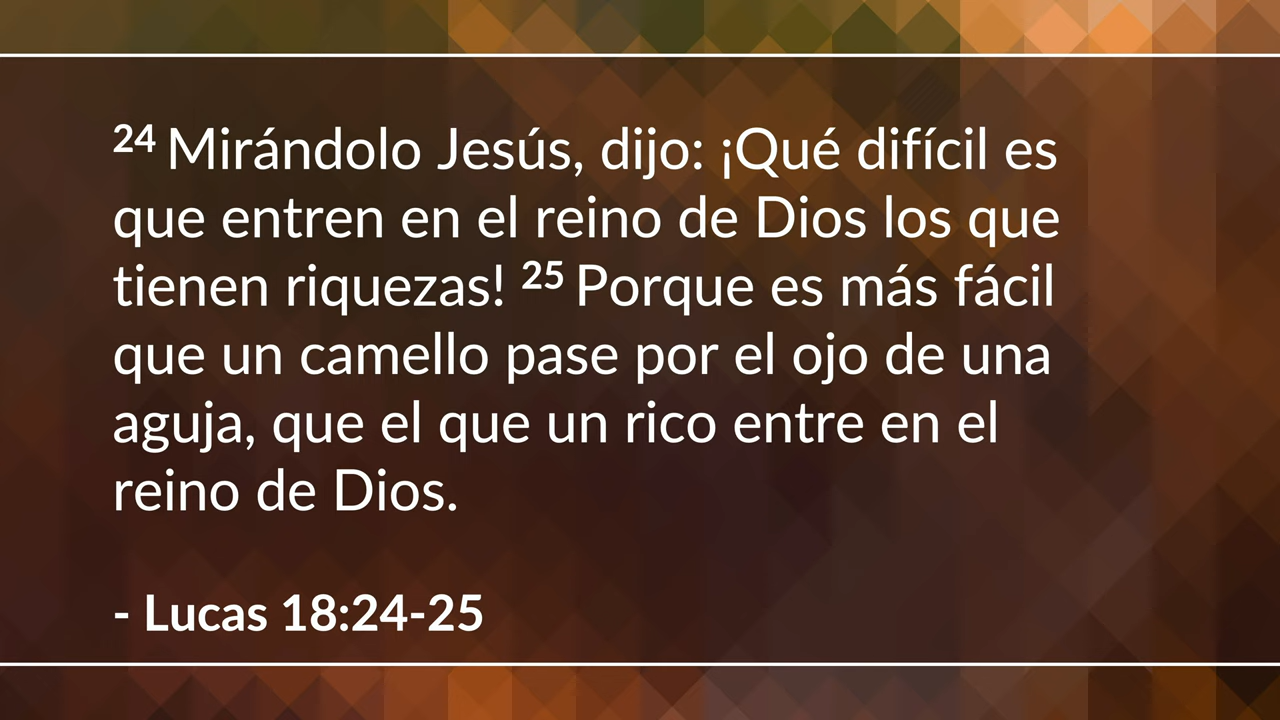 24 Mirándolo Jesús, dijo: ¡Qué difícil es
que entren en el reino de Dios los que
tienen riquezas! 25 Porque es más fácil
que un camello pase por el ojo de una
aguja, que el que un rico entre en el
reino de Dios.
- Lucas 18:24-25